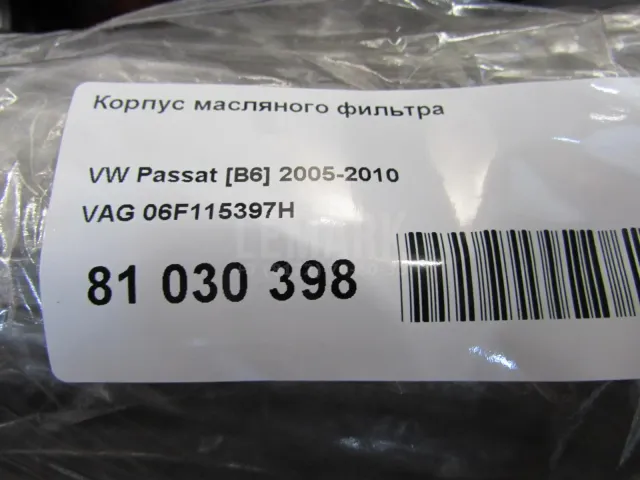 Корпус масляного фильтра
VW Passat [B6] 2005-2010
VAG 06F115397H
81 030 398